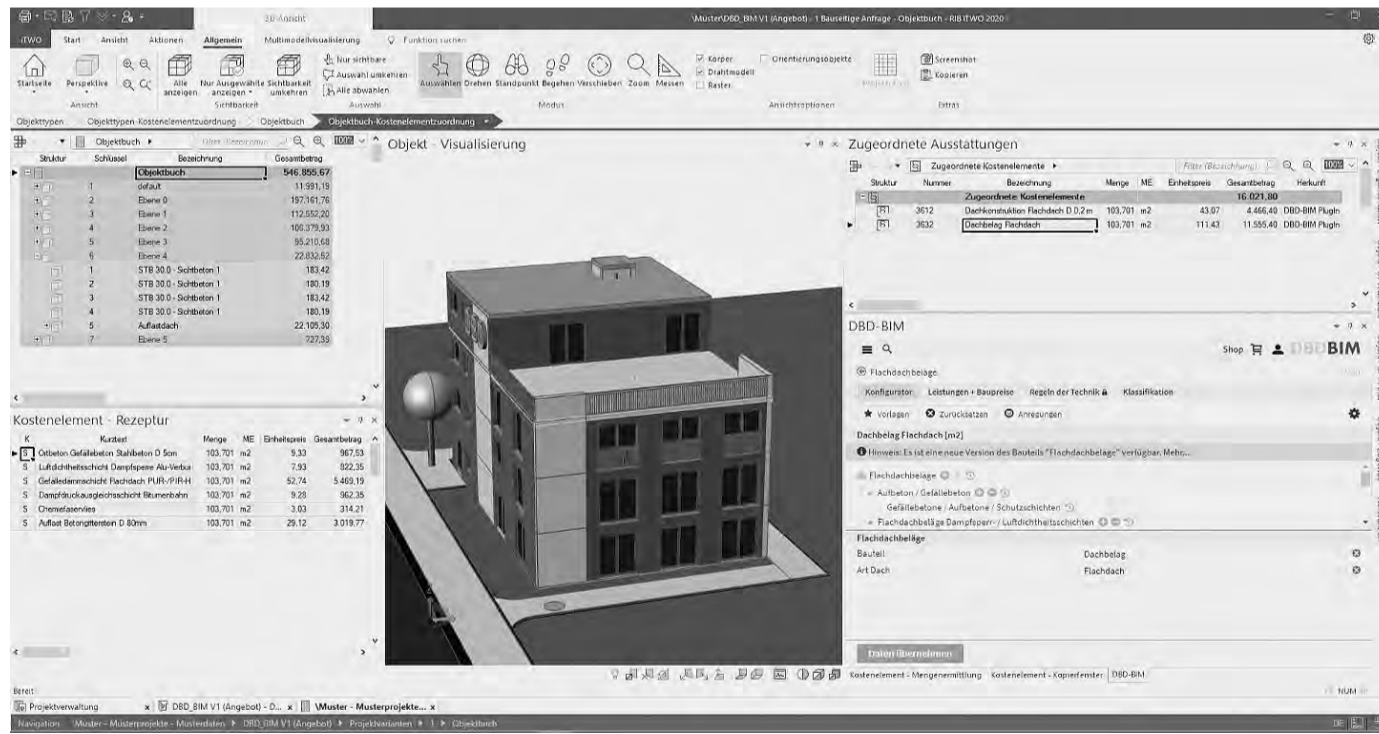 3D-Ansicht
\Muster\DBD_BIM V1 (Angebot) - 1 Bauseitige Anfrage - Objektbuch - RIB iTWO 2020
iTWO Start Ansicht Aktionen Allgemein Multimodellvisualisierung Funktion suchen
Startseite Perspektive Alle anzeigen Nur Ausgewählte anzeigen Sichtbarkeit umkehren
Nur sichtbare
Auswahl umkehren
Alle abwählen
Auswählen Drehen Standpunkt Begehen Verschieben Zoom Messen
Körper Orientierungsobjekte
Drahtmodell
Raster
Screenshot
Kopieren
Ansicht Sichtbarkeit Auswahl Modus Ansichtsoptionen Extras
Objekttypen Objekttypen-Kostenelementzuordnung Objektbuch Objektbuch-Kostenelementzuordnung
Objektbuch 100%
Struktur Schlüssel Bezeichnung Gesamtbetrag
Objektbuch 546.855,67
1 default 11.991,19
2 Ebene 0 197.161,76
3 Ebene 1 112.552,20
4 Ebene 2 106.379,93
5 Ebene 3 95.210,68
6 Ebene 4 22.832,52
1 STB 30.0 - Sichtbeton 1 183,42
2 STB 30.0 - Sichtbeton 1 180,19
3 STB 30.0 - Sichtbeton 1 183,42
4 STB 30.0 - Sichtbeton 1 180,19
5 Auflastdach 22.105,30
7 Ebene 5 727,39
Kostenelement - Rezeptur
K Kurztext Menge ME Einheitspreis Gesamtbetrag
S Ortbeton Gefällebeton Stahlbeton D 5cm 103,701 m2 9,33 967,53
S Luftdichtheitsschicht Dampfsperre Alu-Verbu 103,701 m2 7,93 822,35
S Gefälledämmschicht Flachdach PUR-/PIR-H 103,701 m2 52,74 5.469,19
S Dampfdruckausgleichsschicht Bitumenbahn 103,701 m2 9,28 962,35
S Chemiefaservlies 103,701 m2 3,03 314,21
S Auflast Betongitterstein D 80mm 103,701 m2 29,12 3.019,77
Objekt - Visualisierung
Zugeordnete Ausstattungen
Zugeordnete Kostenelemente Filter (Bezeichnung) 100%
Struktur Nummer Bezeichnung Menge ME Einheitspreis Gesamtbetrag Herkunft
Zugeordnete Kostenelemente 16.021,80
3612 Dachkonstruktion Flachdach D 0,2 m 103,701 m2 43,07 4.466,40 DBD-BIM PlugIn
3632 Dachbelag Flachdach 103,701 m2 111,43 11.555,40 DBD-BIM PlugIn
DBD-BIM
Shop DBDBIM
Flachdachbeläge
Konfigurator Leistungen + Baupreise Regeln der Technik Klassifikation
Vorlagen Zurücksetzen Anregungen
Dachbelag Flachdach [m2]
Hinweis: Es ist eine neue Version des Bauteils "Flachdachbeläge" verfügbar. Mehr...
Flachdachbeläge
Aufbeton / Gefällebeton
Gefällebetone / Aufbetone / Schutzschichten
Flachdachbeläge Dampfsperr- / Luftdichtheitsschichten
Flachdachbeläge
Bauteil Dachbelag
Art Dach Flachdach
Daten übernehmen
Kostenelement - Mengenermittlung Kostenelement - Kopierfenster DBD-BIM
Bereit
NUM
Projektverwaltung x DBD_BIM V1 (Angebot) - D... x \Muster - Musterprojekte... x
Navigation Muster - Musterprojekte - Musterdaten DBD_BIM V1 (Angebot) Projektvarianten 1 Objektbuch
DE